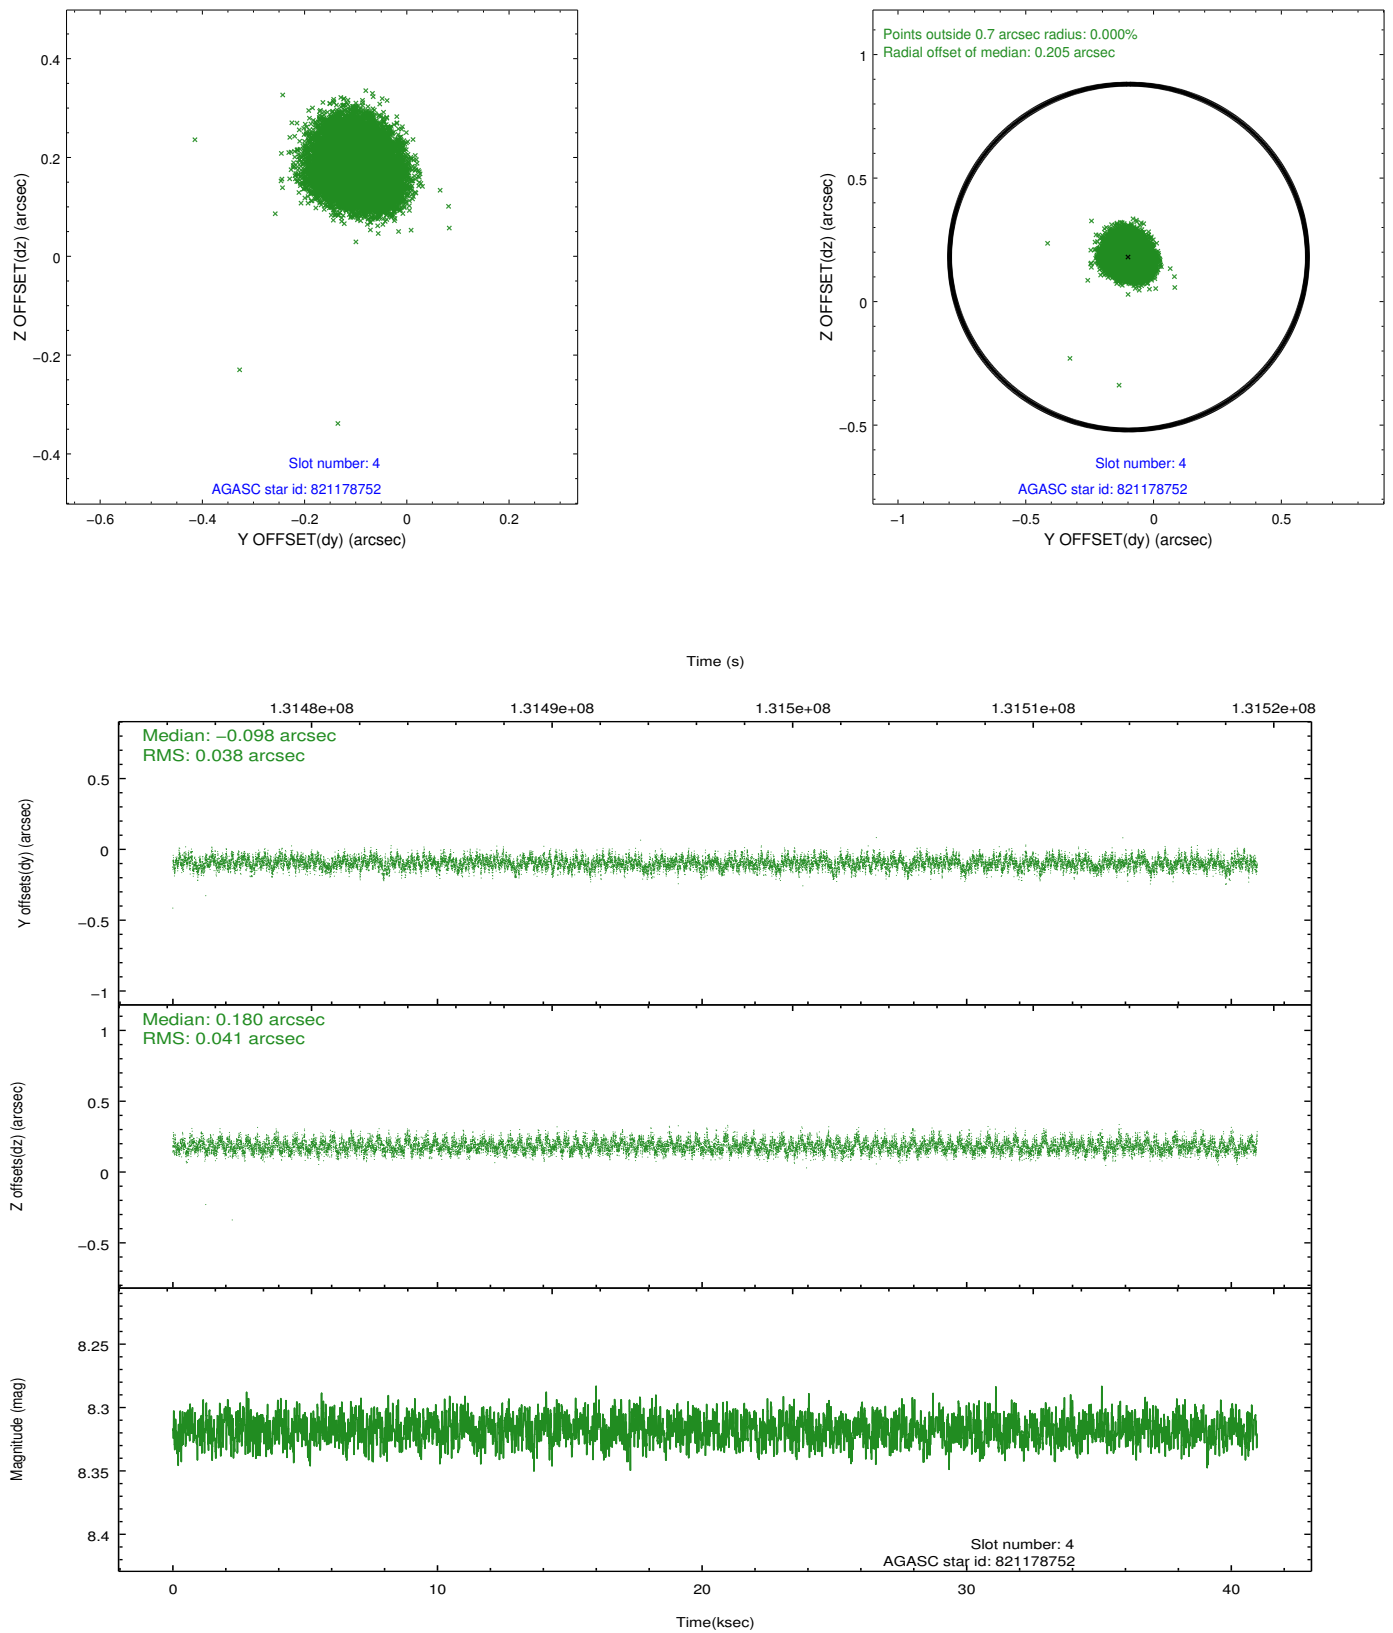 0.4
0.2
0
−0.2
−0.4
Z OFFSET(dz) (arcsec)
Slot number: 4
AGASC star id: 821178752
−0.6
−0.4
−0.2
0
0.2
Y OFFSET(dy) (arcsec)
Points outside 0.7 arcsec radius: 0.000%
Radial offset of median: 0.205 arcsec
1
0.5
0
−0.5
Z OFFSET(dz) (arcsec)
Slot number: 4
AGASC star id: 821178752
−1
−0.5
0
0.5
Y OFFSET(dy) (arcsec)
Time (s)
1.3148e+08
1.3149e+08
1.315e+08
1.3151e+08
1.3152e+08
Median: −0.098 arcsec
RMS: 0.038 arcsec
0.5
0
−0.5
−1
Y offsets(dy) (arcsec)
Median: 0.180 arcsec
RMS: 0.041 arcsec
1
0.5
0
−0.5
Z offsets(dz) (arcsec)
8.25
8.3
8.35
8.4
Magnitude (mag)
Slot number: 4
AGASC star id: 821178752
0
10
20
30
40
Time(ksec)